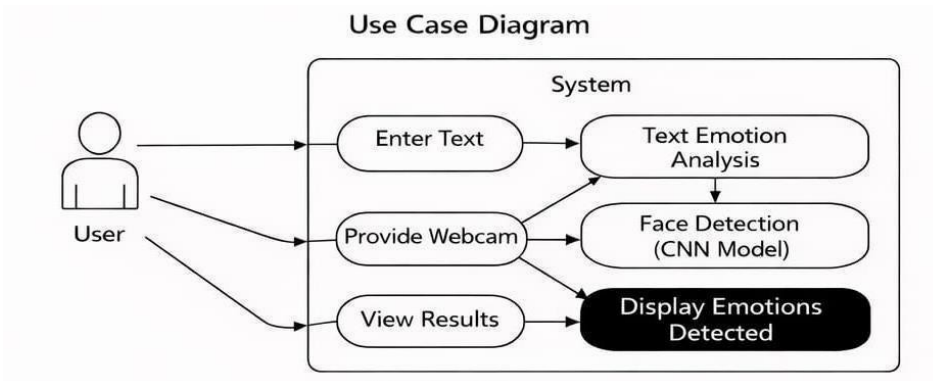 Use Case Diagram
System
Enter Text
Text Emotion
Analysis
User
Provide Webcam
Face Detection
(CNN Model)
View Results
Display Emotions
Detected